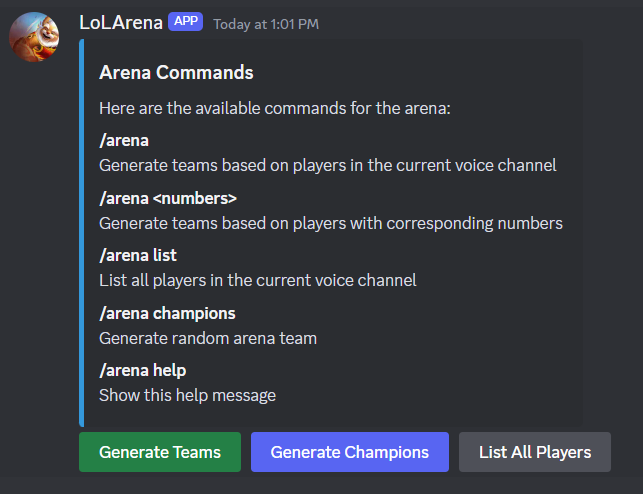 LoLArena APP Today at 1:01 PM
Arena Commands
Here are the available commands for the arena:
/arena
Generate teams based on players in the current voice channel
/arena <numbers>
Generate teams based on players with corresponding numbers
/arena list
List all players in the current voice channel
/arena champions
Generate random arena team
/arena help
Show this help message
Generate Teams Generate Champions List All Players